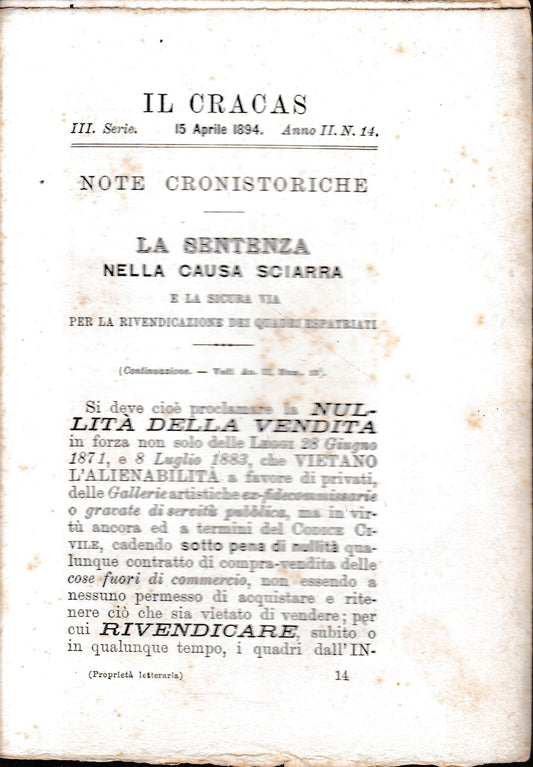 IL CRACAS
III. Serie. 15 Aprile 1894. Anno II. N. 14.
NOTE CRONISTORICHE
LA SENTENZA
NELLA CAUSA SCIARRA
E LA SICURA VIA
PER LA RIVENDICAZIONE DEI QUADRI ESPATRIATI
(Continuazione. — Vedi An. II, Num.
Si deve cioè proclamare la NUL-
LITÀ DELLA VENDITA
in forza non solo delle LEGGI 28 Giugno
1871, e 8 Luglio 1883, che VIETANO
L'ALIENABILITÀ a favore di privati,
delle Gallerie artistiche ex-fidecommissarie
o gravate di servitù pubblica, ma in vir-
tù ancora ed a termini del CODICE CI-
VILE, cadendo sotto pena di nullità qua-
lunque contratto di compra-vendita delle
cose fuori di commercio, non essendo a
nessuno permesso di acquistare e rite-
nere ciò che sia vietato di vendere; per
cui RIVENDICARE, subito o
in qualunque tempo, i quadri dall'IN-
(Proprietà letteraria) 14